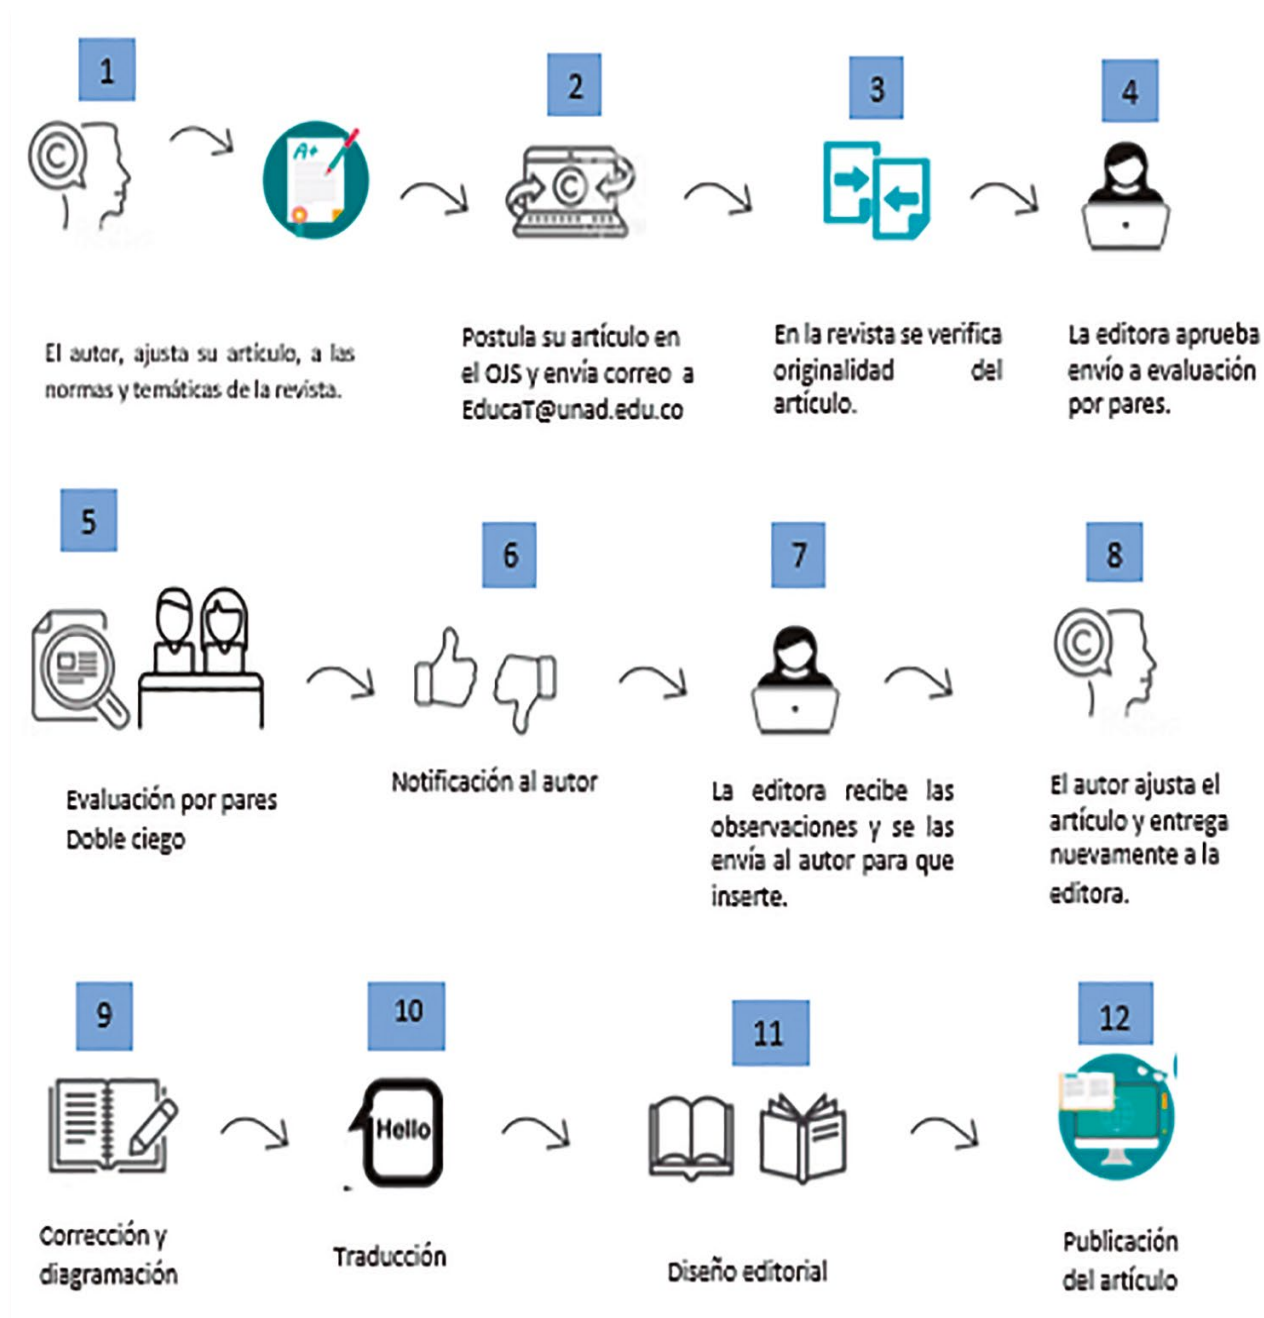 1
2
3
4
A+
El autor, ajusta su artículo, a las
normas y temáticas de la revista.
Postula su artículo en
el OJS y envía correo a
EducaT@unad.edu.co
En la revista se verifica
originalidad del
artículo.
La editora aprueba
envío a evaluación
por pares.
5
6
7
8
Evaluación por pares
Doble ciego
Notificación al autor
La editora recibe las
observaciones y se las
envía al autor para que
inserte.
El autor ajusta el
artículo y entrega
nuevamente a la
editora.
9
10
11
12
Hello
Corrección y
diagramación
Traducción
Diseño editorial
Publicación
del artículo